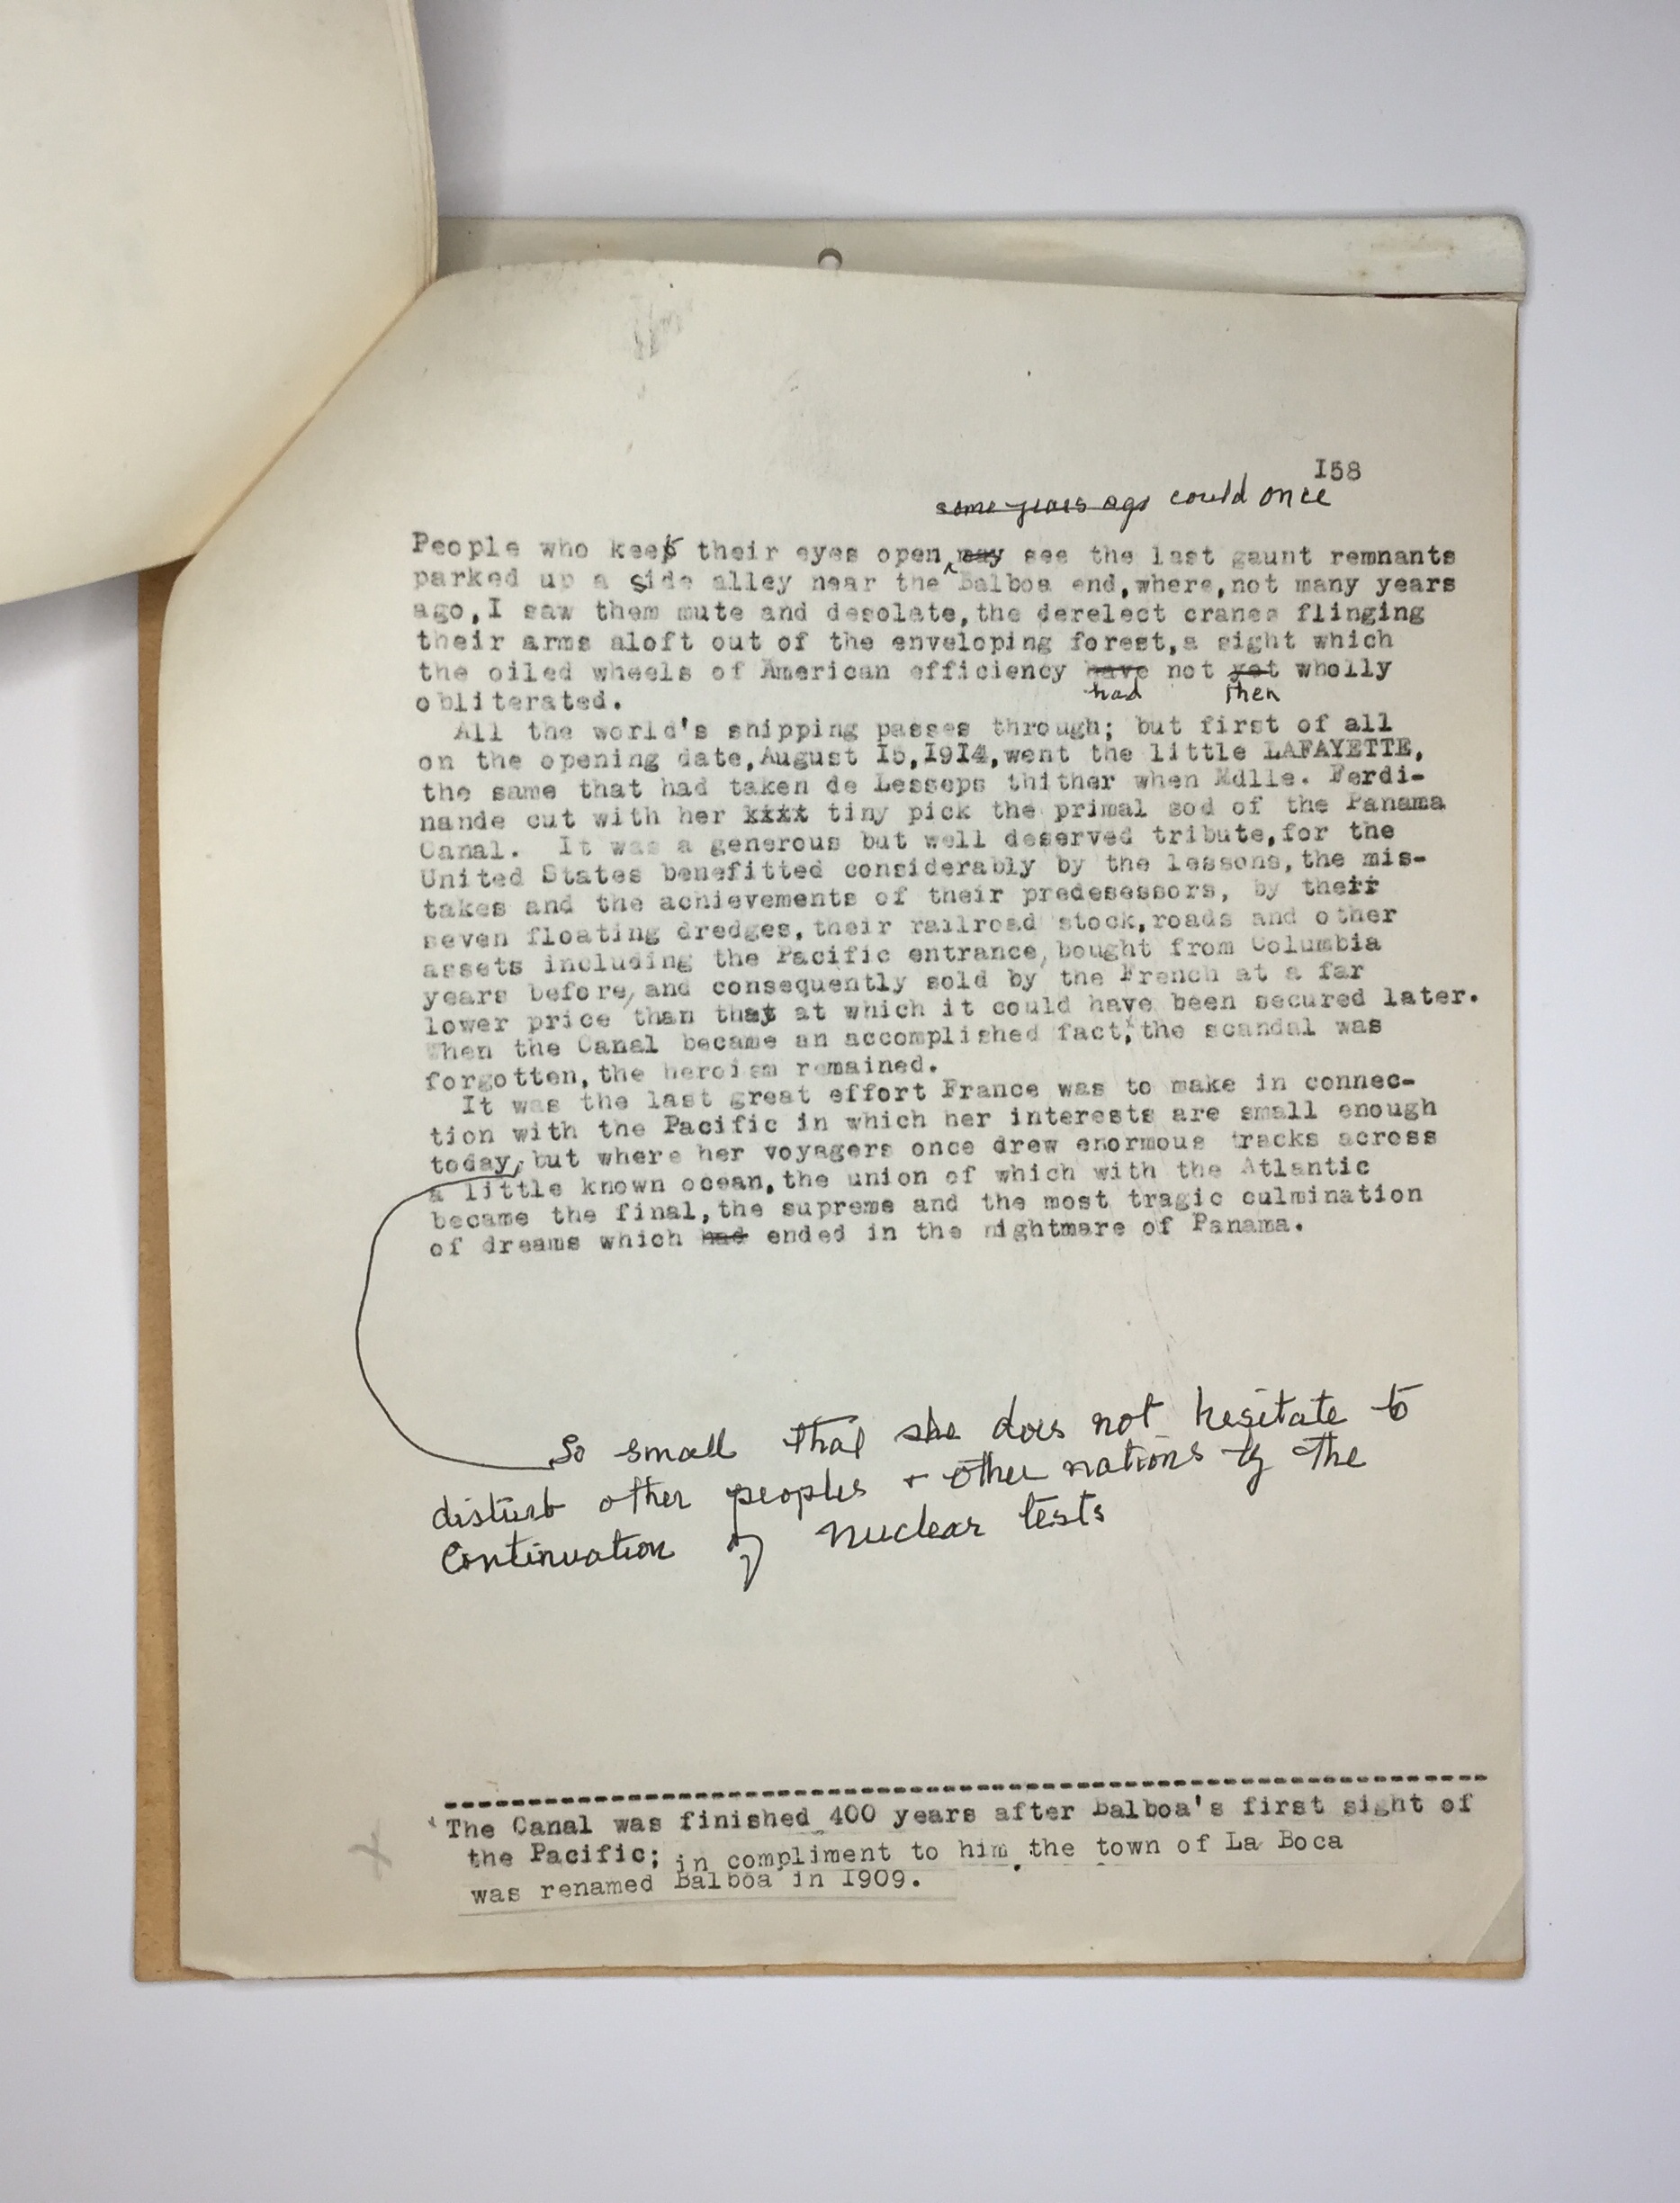 I58
some years ago could once
People who kept their eyes open may see the last gaunt remnants
parked up a side alley near the Balboa end,where,not many years
ago,I saw them mute and desolate,the derelect cranes flinging
their arms aloft out of the enveloping forest,a sight which
the oiled wheels of American efficiency have not yet wholly
had then
obliterated.
All the world's shipping passes through; but first of all
on the opening date,August I5,I9I4,went the little LAFAYETTE,
the same that had taken de Lesseps thither when Mdlle. Ferdi-
nande cut with her kixt tiny pick the primal sod of the Panama
Canal. It was a generous but well deserved tribute,for the
United States benefitted considerably by the lessons,the mis-
takes and the achievements of their predesessors, by their
seven floating dredges,their railroad stock,roads and other
assets including the Pacific entrance, bought from Columbia
years before, and consequently sold by the French at a far
lower price than that at which it could have been secured later.
When the Canal became an accomplished fact,* the scandal was
forgotten,the heroism remained.
It was the last great effort France was to make in connec-
tion with the Pacific in which her interests are small enough
today, but where her voyagers once drew enormous tracks across
a little known ocean,the union of which with the Atlantic
became the final,the supreme and the most tragic culmination
of dreams which had ended in the nightmare of Panama.
So small that she does not hesitate to
disturb other peoples + other nations by the
continuation of nuclear tests
* The Canal was finished 400 years after Balboa's first sight of
the Pacific; in compliment to him the town of La Boca
was renamed Balboa in I909.